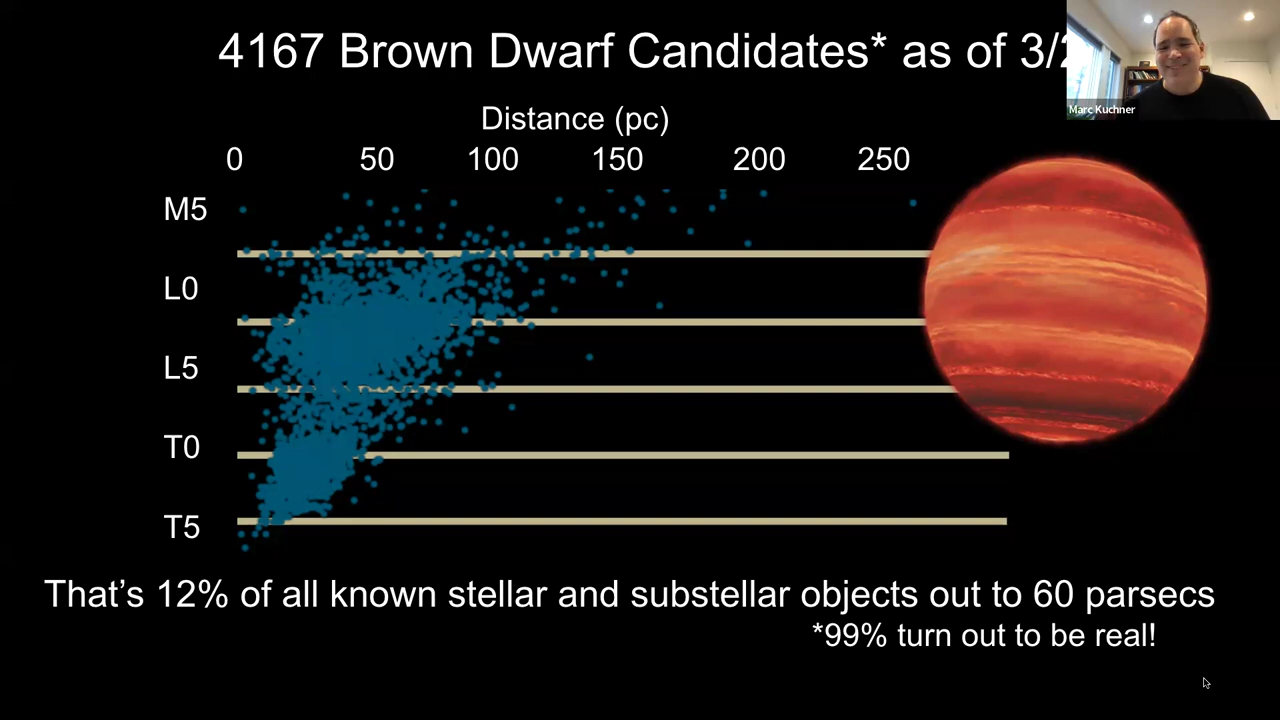 4167 Brown Dwarf Candidates* as of
Marc Kuchner
Distance (pc)
0 50 100 150 200 250
M5
L0
L5
T0
T5
That's 12% of all known stellar and substellar objects out to 60 parsecs
*99% turn out to be real!